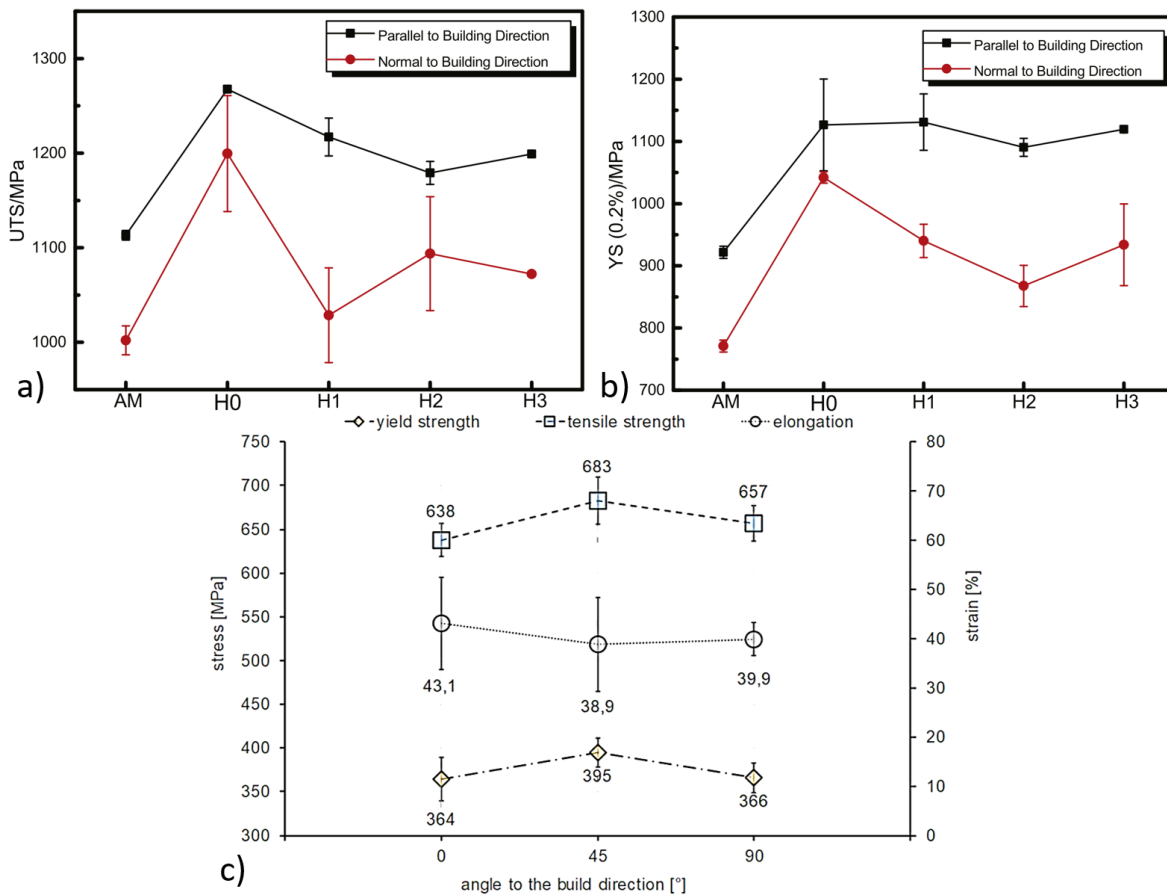 Parallel to Building Direction
Normal to Building Direction
UTS/MPa
1300
1200
1100
1000
AM
H0
H1
H2
H3
a)
Parallel to Building Direction
Normal to Building Direction
YS (0.2%)/MPa
1300
1200
1100
1000
900
800
700
AM
H0
H1
H2
H3
b)
yield strength
tensile strength
elongation
stress [MPa]
750
700
650
600
550
500
450
400
350
300
638
683
657
43,1
38,9
39,9
364
395
366
80
70
60
50
40
30
20
10
0
strain [%]
0
45
90
angle to the build direction [°]
c)